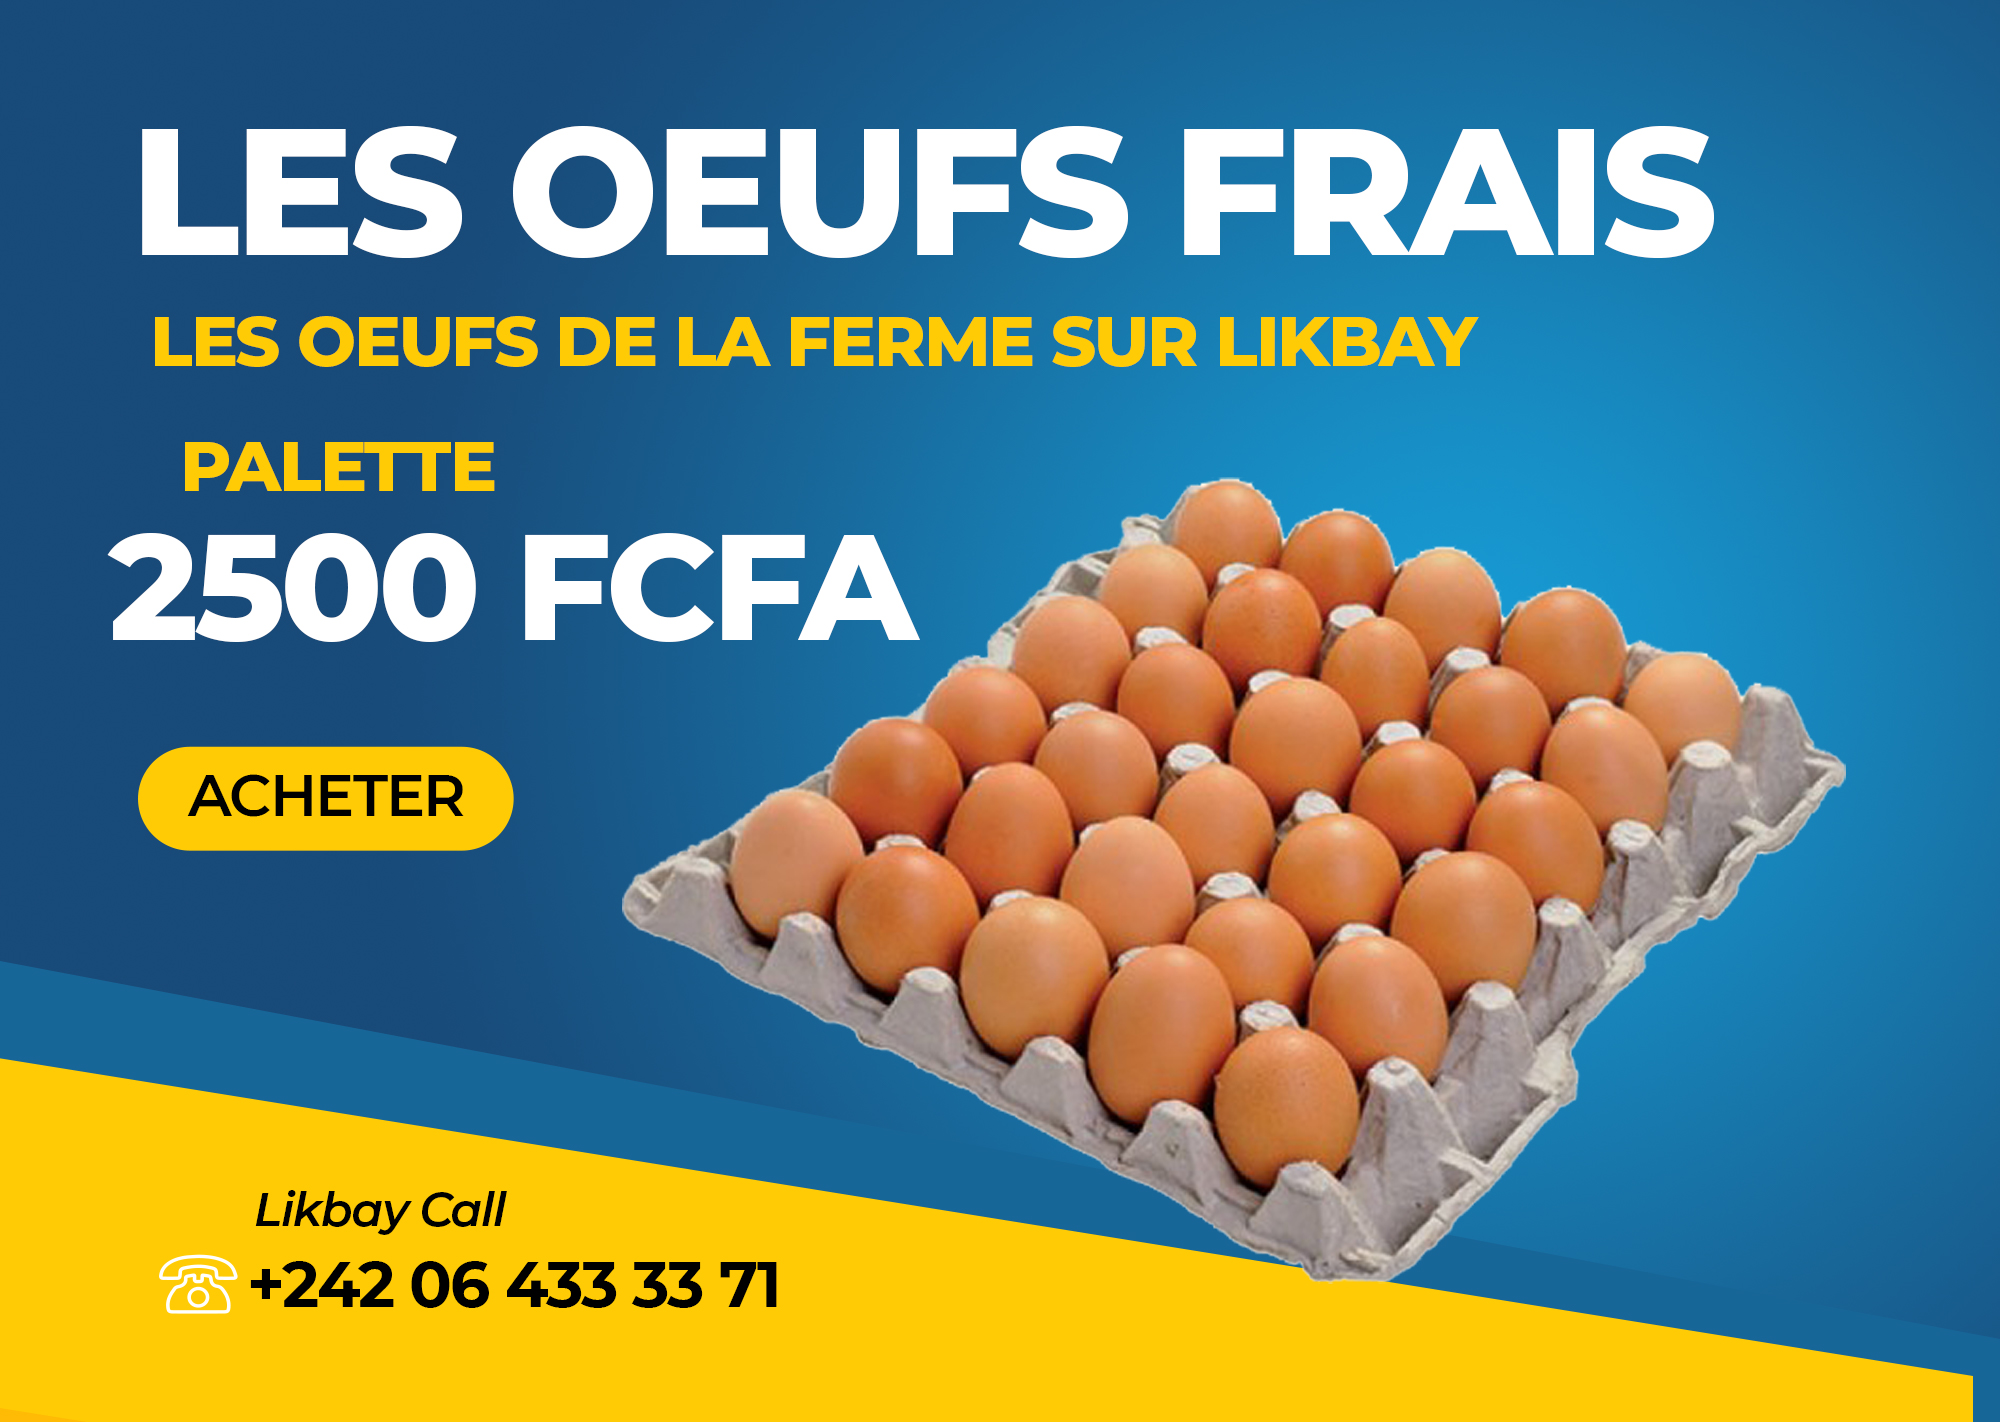 LES OEUFS FRAIS
LES OEUFS DE LA FERME SUR LIKBAY
PALETTE
2500 FCFA
ACHETER
Likbay Call
+242 06 433 33 71